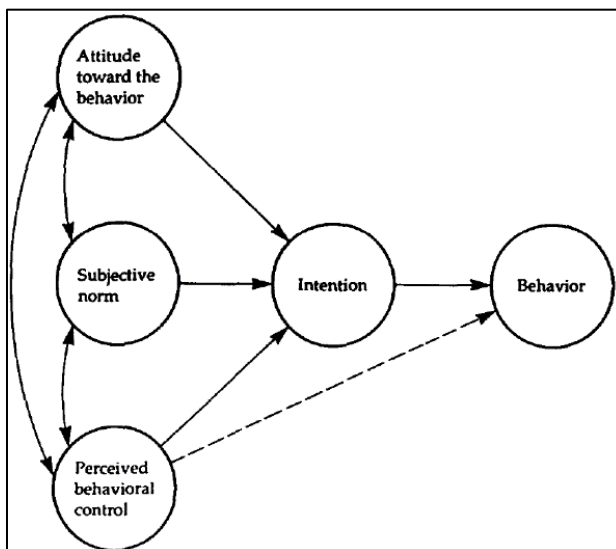 Attitude
toward the
behavior
Subjective
norm
Intention
Behavior
Perceived
behavioral
control